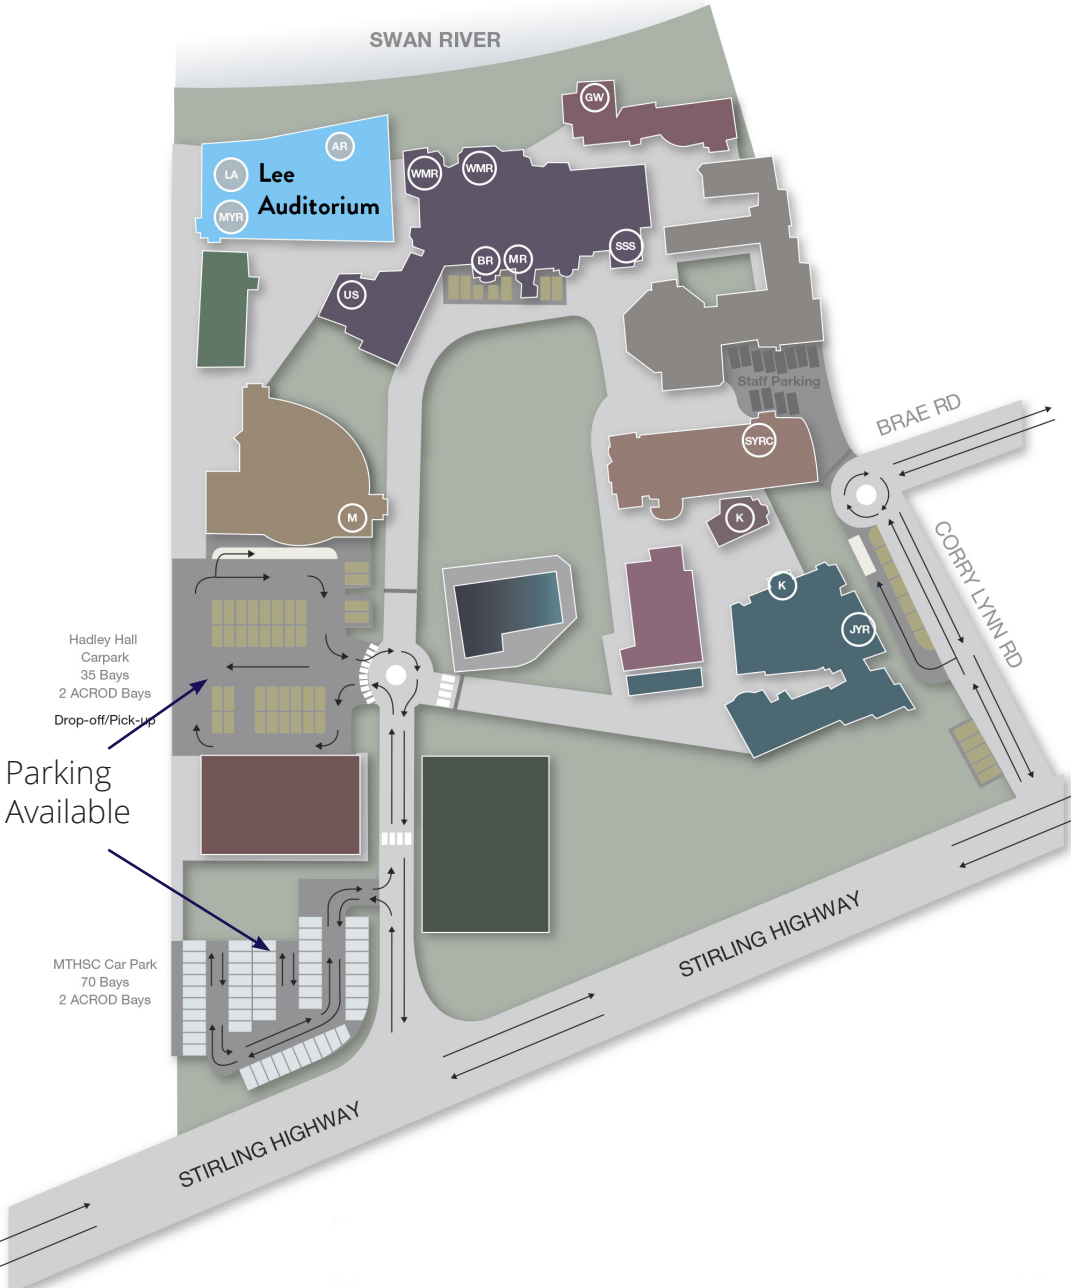 SWAN RIVER
GW
AR
LA
Lee
Auditorium
MYR
WMR
WMR
SSS
BR
MR
US
Staff Parking
BRAE RD
SYRC
M
K
CORRY LYNN RD
K
JYR
Hadley Hall
Carpark
35 Bays
2 ACROD Bays
Drop-off/Pick-up
Parking
Available
MTHSC Car Park
70 Bays
2 ACROD Bays
STIRLING HIGHWAY
STIRLING HIGHWAY